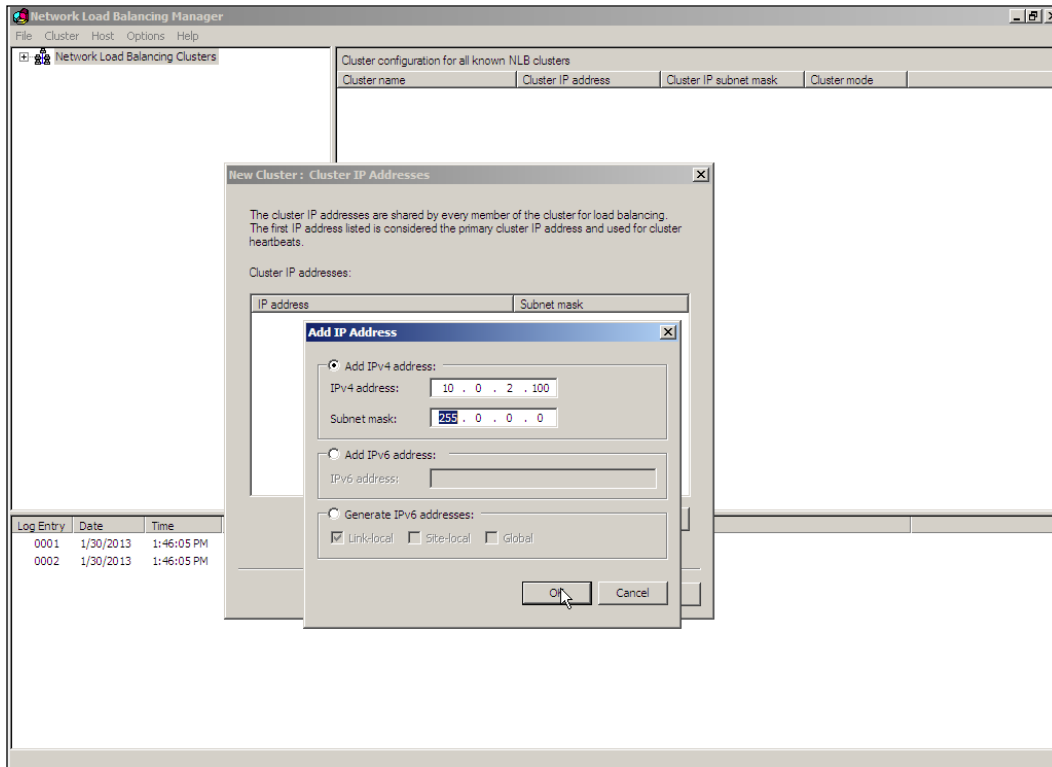 Network Load Balancing Manager
File Cluster Host Options Help
Network Load Balancing Clusters
Cluster configuration for all known NLB clusters
Cluster name Cluster IP address Cluster IP subnet mask Cluster mode
New Cluster : Cluster IP Addresses
The cluster IP addresses are shared by every member of the cluster for load balancing.
The first IP address listed is considered the primary cluster IP address and used for cluster
heartbeats.
Cluster IP addresses:
IP address Subnet mask
Add IP Address
Add IPv4 address:
IPv4 address: 10 . 0 . 2 . 100
Subnet mask: 255 . 0 . 0 . 0
Add IPv6 address:
IPv6 address:
Generate IPv6 addresses:
Link-local Site-local Global
OK Cancel
Log Entry Date Time
0001 1/30/2013 1:46:05 PM
0002 1/30/2013 1:46:05 PM